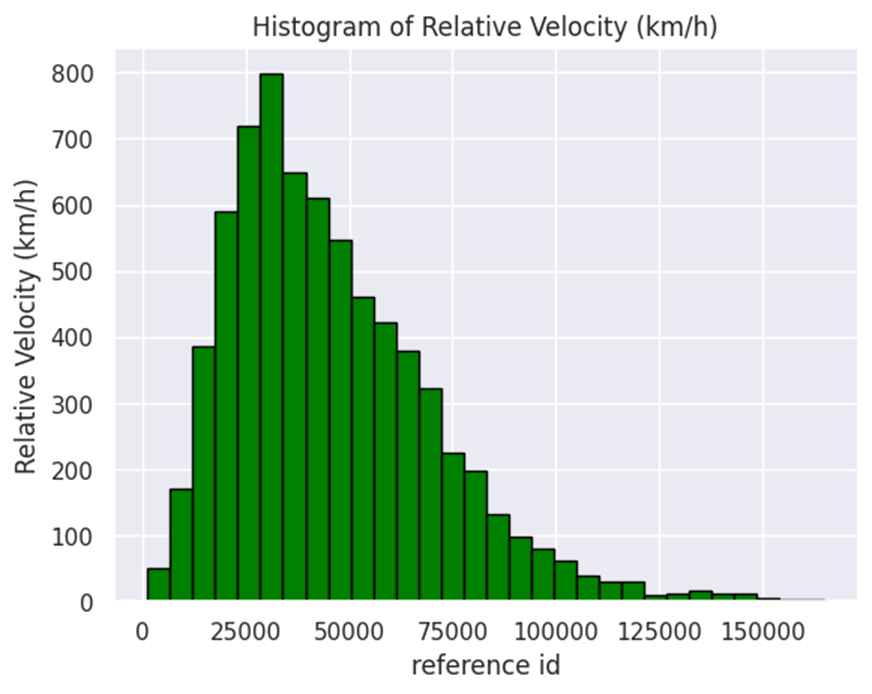 Histogram of Relative Velocity (km/h)
Relative Velocity (km/h)
800
700
600
500
400
300
200
100
0
0 25000 50000 75000 100000 125000 150000
reference id